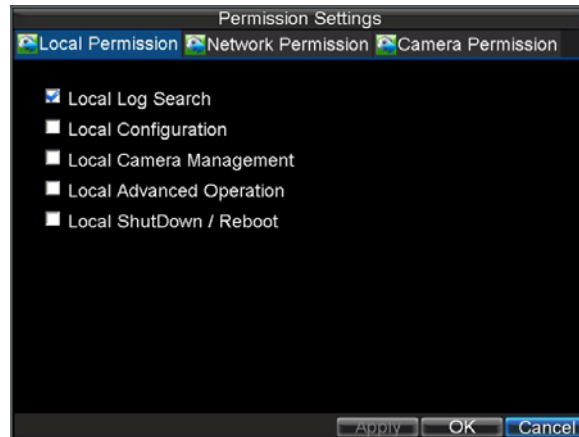 Permission Settings
Local Permission Network Permission Camera Permission
Local Log Search
Local Configuration
Local Camera Management
Local Advanced Operation
Local ShutDown / Reboot
Apply OK Cancel